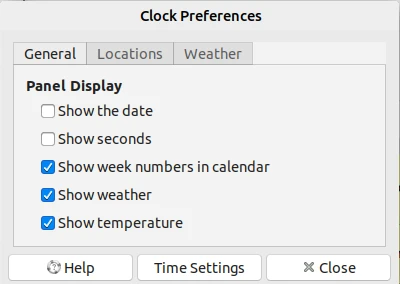 Clock Preferences
General Locations Weather
Panel Display
Show the date
Show seconds
Show week numbers in calendar
Show weather
Show temperature
Help Time Settings Close